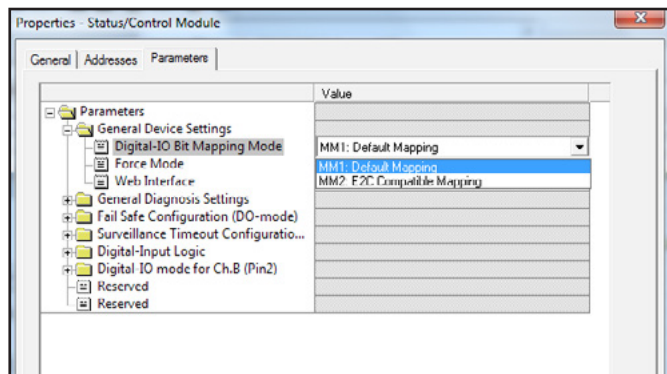 Properties - Status/Control Module
General Addresses Parameters
Value
Parameters
General Device Settings
Digital-IO Bit Mapping Mode MM1: Default Mapping
Force Mode MM1: Default Mapping
Web Interface MM2: E2C Compatible Mapping
General Diagnosis Settings
Fail Safe Configuration (DO-mode)
Surveillance Timeout Configuratio...
Digital-Input Logic
Digital-IO mode for Ch.B (Pin2)
Reserved
Reserved